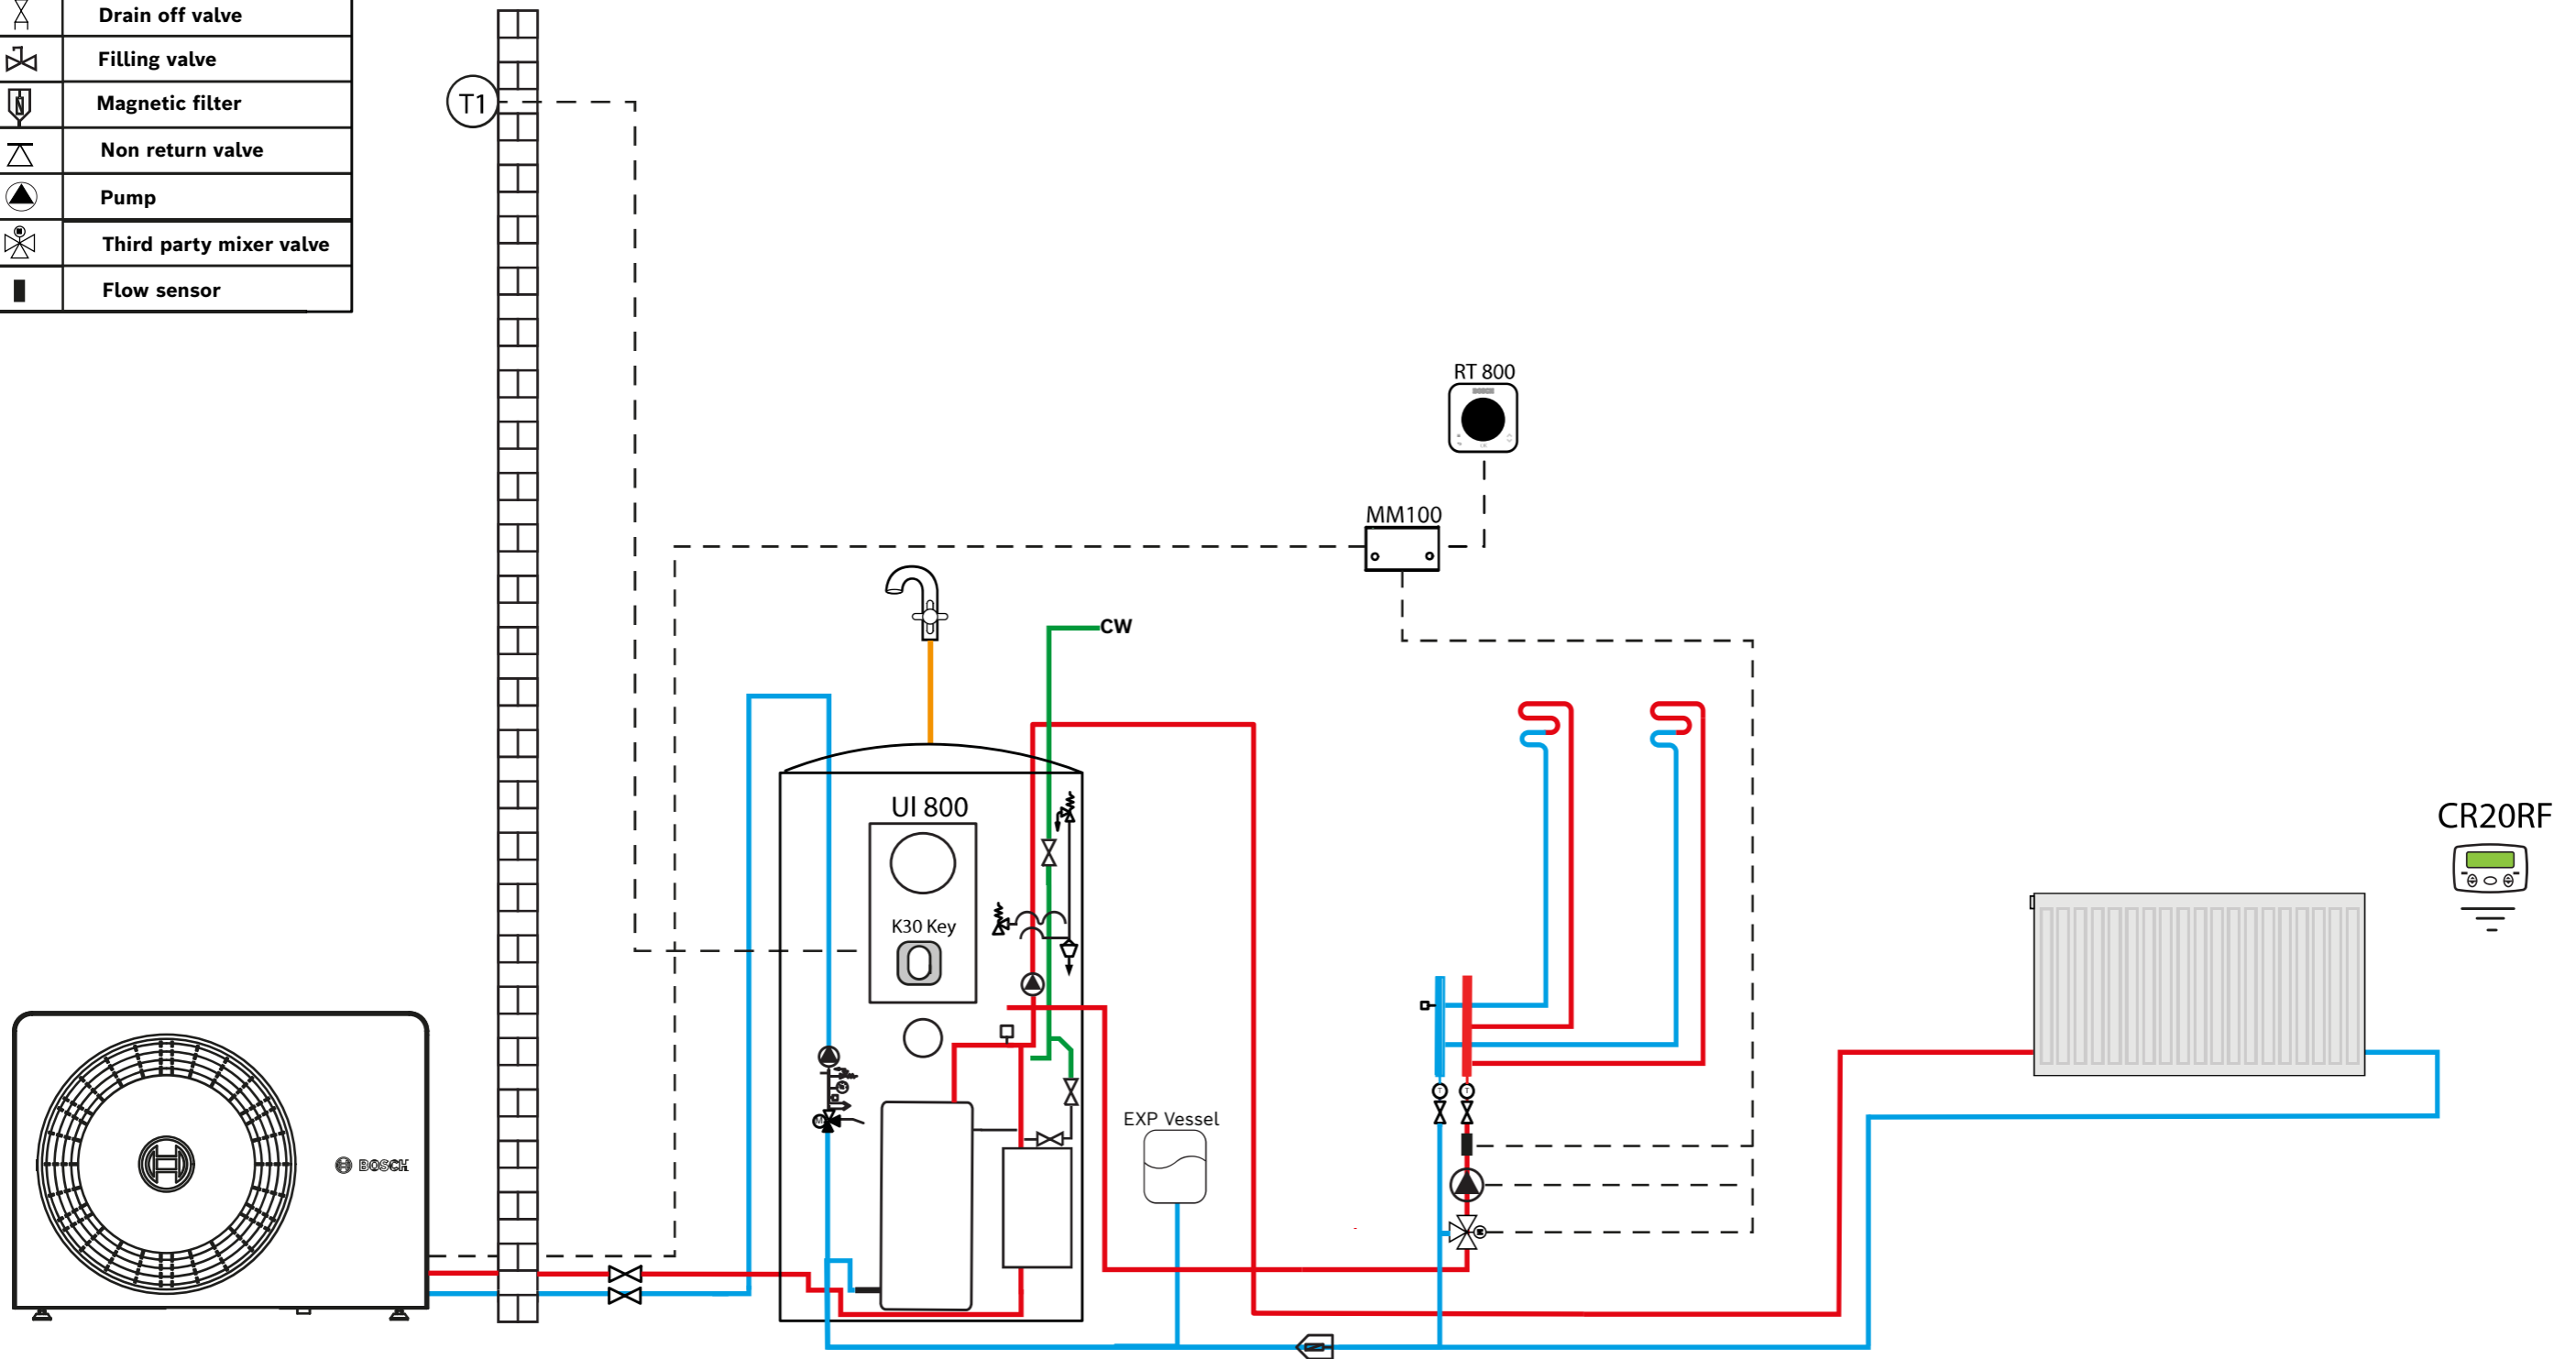 Drain off valve
Filling valve
Magnetic filter
Non return valve
Pump
Third party mixer valve
Flow sensor
T1
RT 800
MM100
CW
UI 800
K30 Key
CR20RF
EXP Vessel
BOSCH